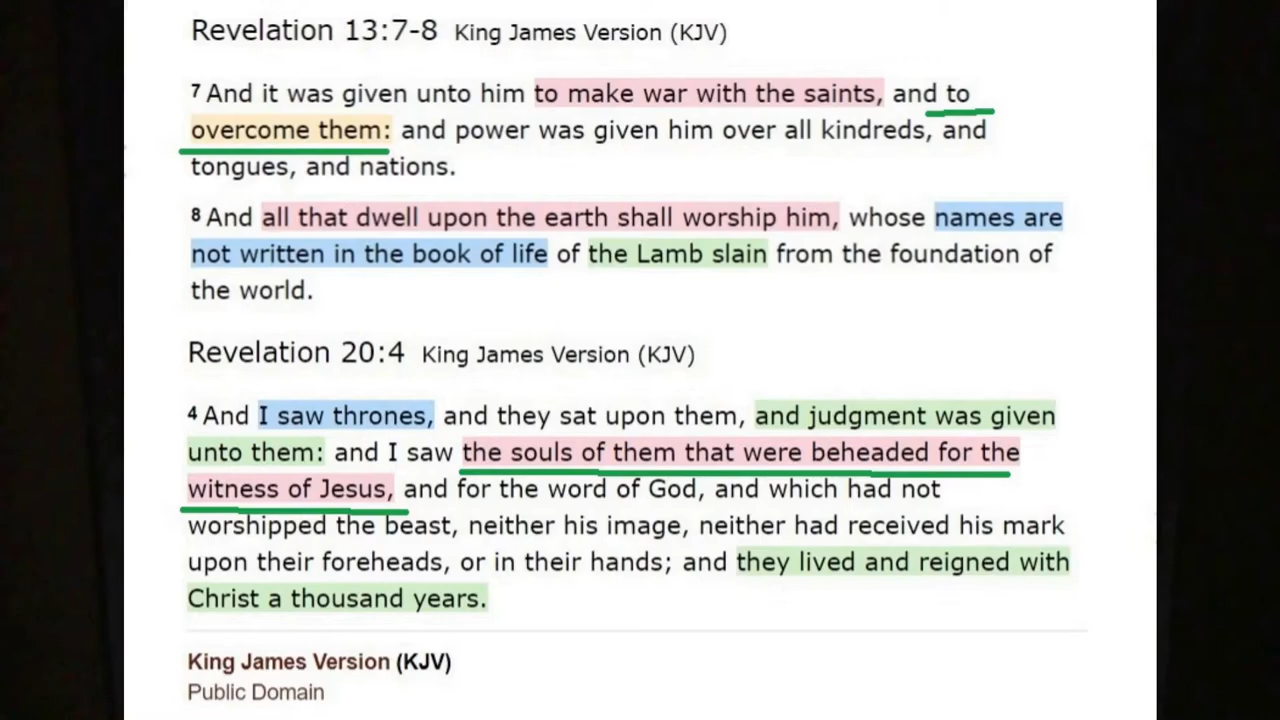 Revelation 13:7-8 King James Version (KJV)
7 And it was given unto him to make war with the saints, and to
overcome them: and power was given him over all kindreds, and
tongues, and nations.
8 And all that dwell upon the earth shall worship him, whose names are
not written in the book of life of the Lamb slain from the foundation of
the world.
Revelation 20:4 King James Version (KJV)
4 And I saw thrones, and they sat upon them, and judgment was given
unto them: and I saw the souls of them that were beheaded for the
witness of Jesus, and for the word of God, and which had not
worshipped the beast, neither his image, neither had received his mark
upon their foreheads, or in their hands; and they lived and reigned with
Christ a thousand years.
King James Version (KJV)
Public Domain